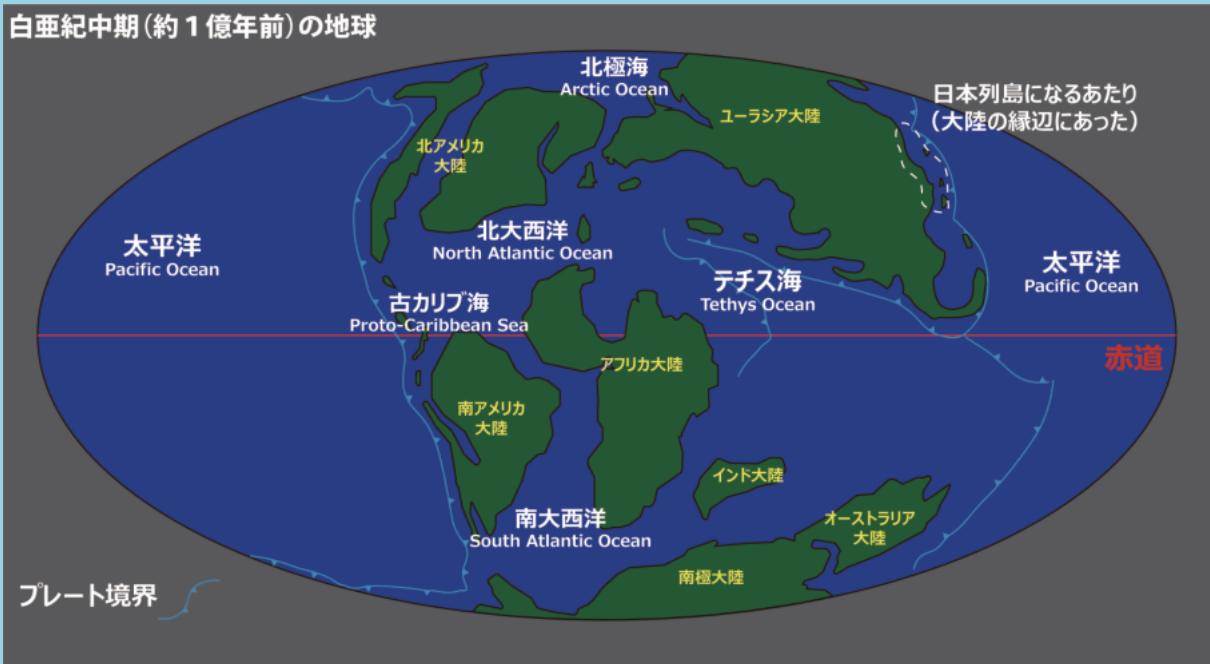 白亜紀中期(約1億年前)の地球
北極海
Arctic Ocean
日本列島になるあたり
(大陸の縁辺にあった)
ユーラシア大陸
北アメリカ
大陸
北大西洋
North Atlantic Ocean
太平洋
Pacific Ocean
テチス海
Tethys Ocean
太平洋
Pacific Ocean
古カリブ海
Proto-Caribbean Sea
赤道
アフリカ大陸
南アメリカ
大陸
インド大陸
オーストラリア
大陸
南大西洋
South Atlantic Ocean
南極大陸
プレート境界